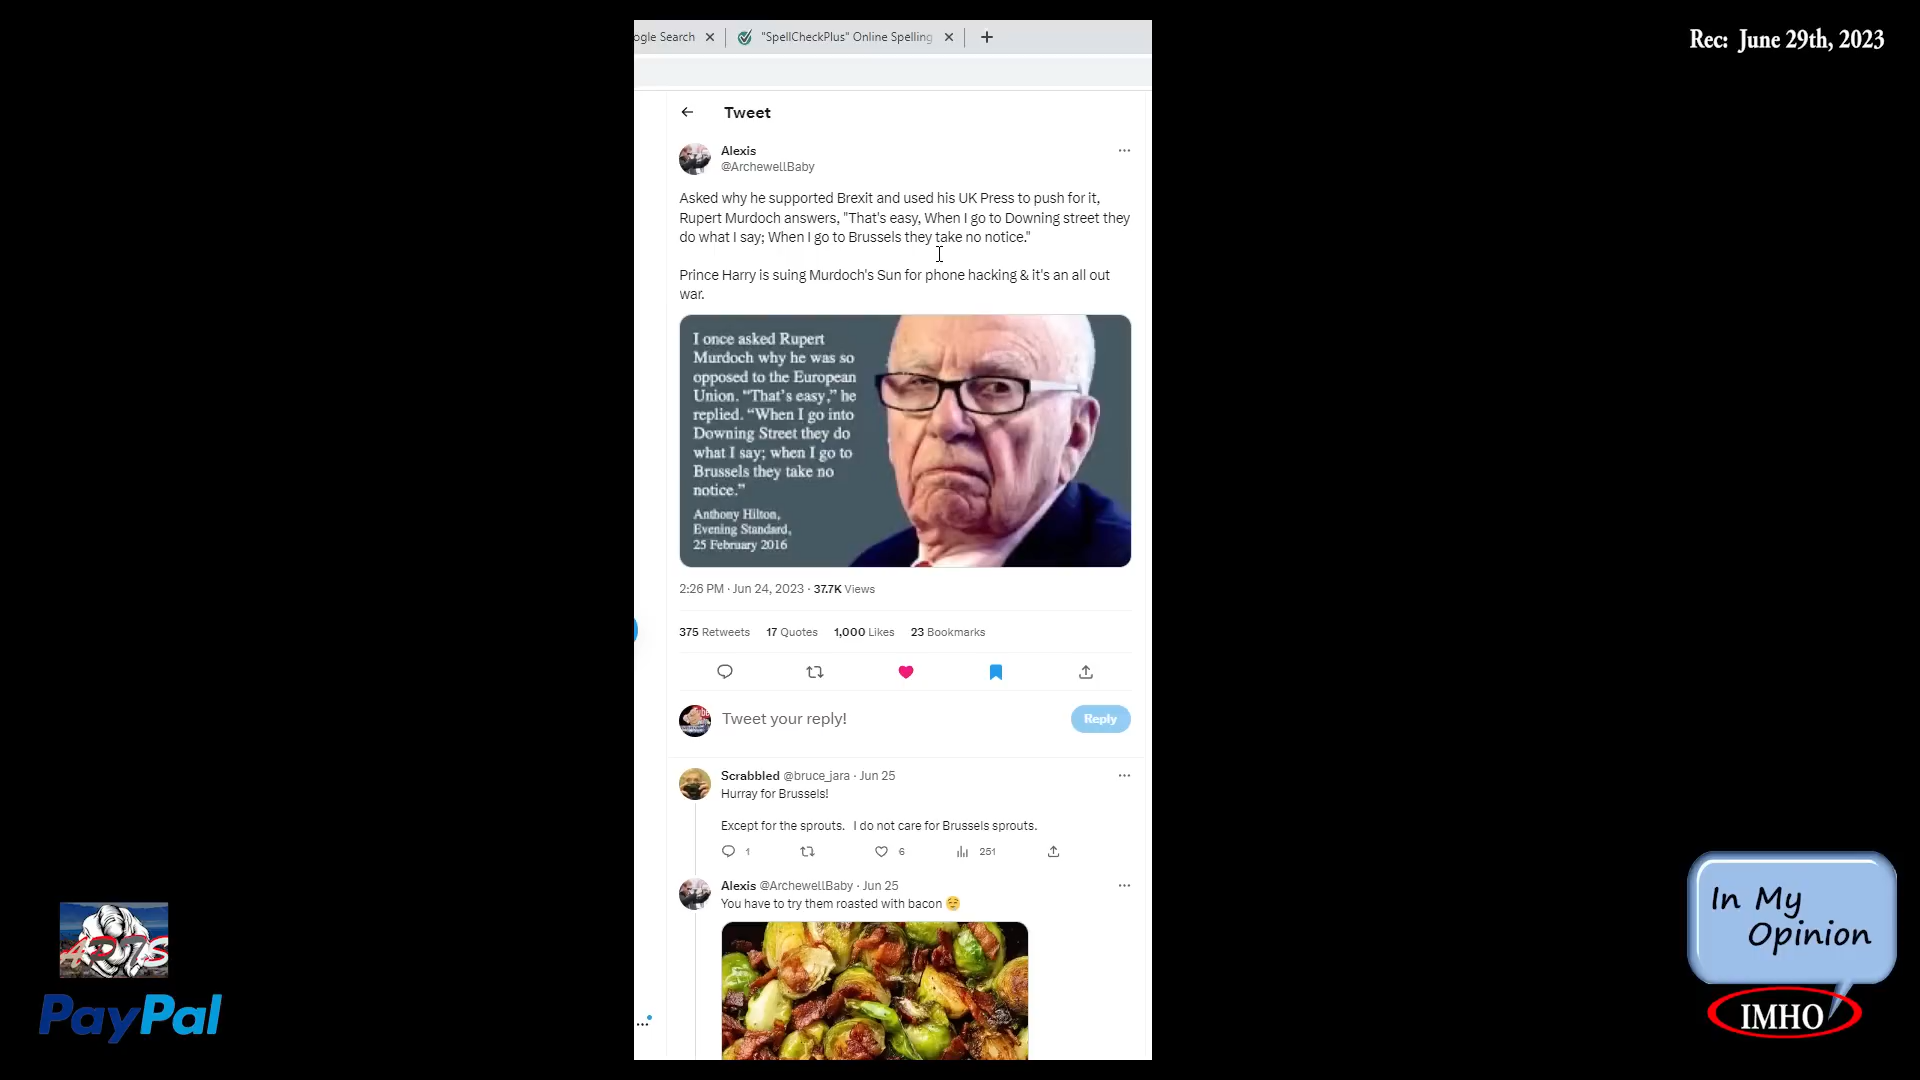 ogle Search
"SpellCheckPlus" Online Spelling
Rec: June 29th, 2023
Tweet
Alexis
@ArchewellBaby
Asked why he supported Brexit and used his UK Press to push for it,
Rupert Murdoch answers, "That's easy, When I go to Downing street they
do what I say; When I go to Brussels they take no notice."
Prince Harry is suing Murdoch's Sun for phone hacking & it's an all out
war.
I once asked Rupert
Murdoch why he was so
opposed to the European
Union. “That’s easy,” he
replied. “When I go into
Downing Street they do
what I say; when I go to
Brussels they take no
notice.”
Anthony Hilton,
Evening Standard,
25 February 2016
2:26 PM · Jun 24, 2023 · 37.7K Views
375 Retweets 17 Quotes 1,000 Likes 23 Bookmarks
Tweet your reply!
Reply
Scrabbled @bruce_jara · Jun 25
Hurray for Brussels!
Except for the sprouts. I do not care for Brussels sprouts.
1 6 251
Alexis @ArchewellBaby · Jun 25
You have to try them roasted with bacon
PayPal
In My
Opinion
IMHO